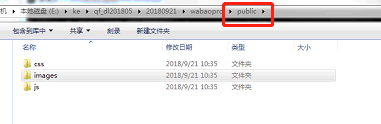 机 ▸ 本地磁盘 (E:) ▸ ke ▸ qf_dl201805 ▸ 20180921 ▸ wabaopro ▸ public ▸
包含到库中 ▾ 共享 ▾ 刻录 新建文件夹
名称 修改日期 类型
css 2018/9/21 10:35 文件夹
images 2018/9/21 10:35 文件夹
js 2018/9/21 10:35 文件夹